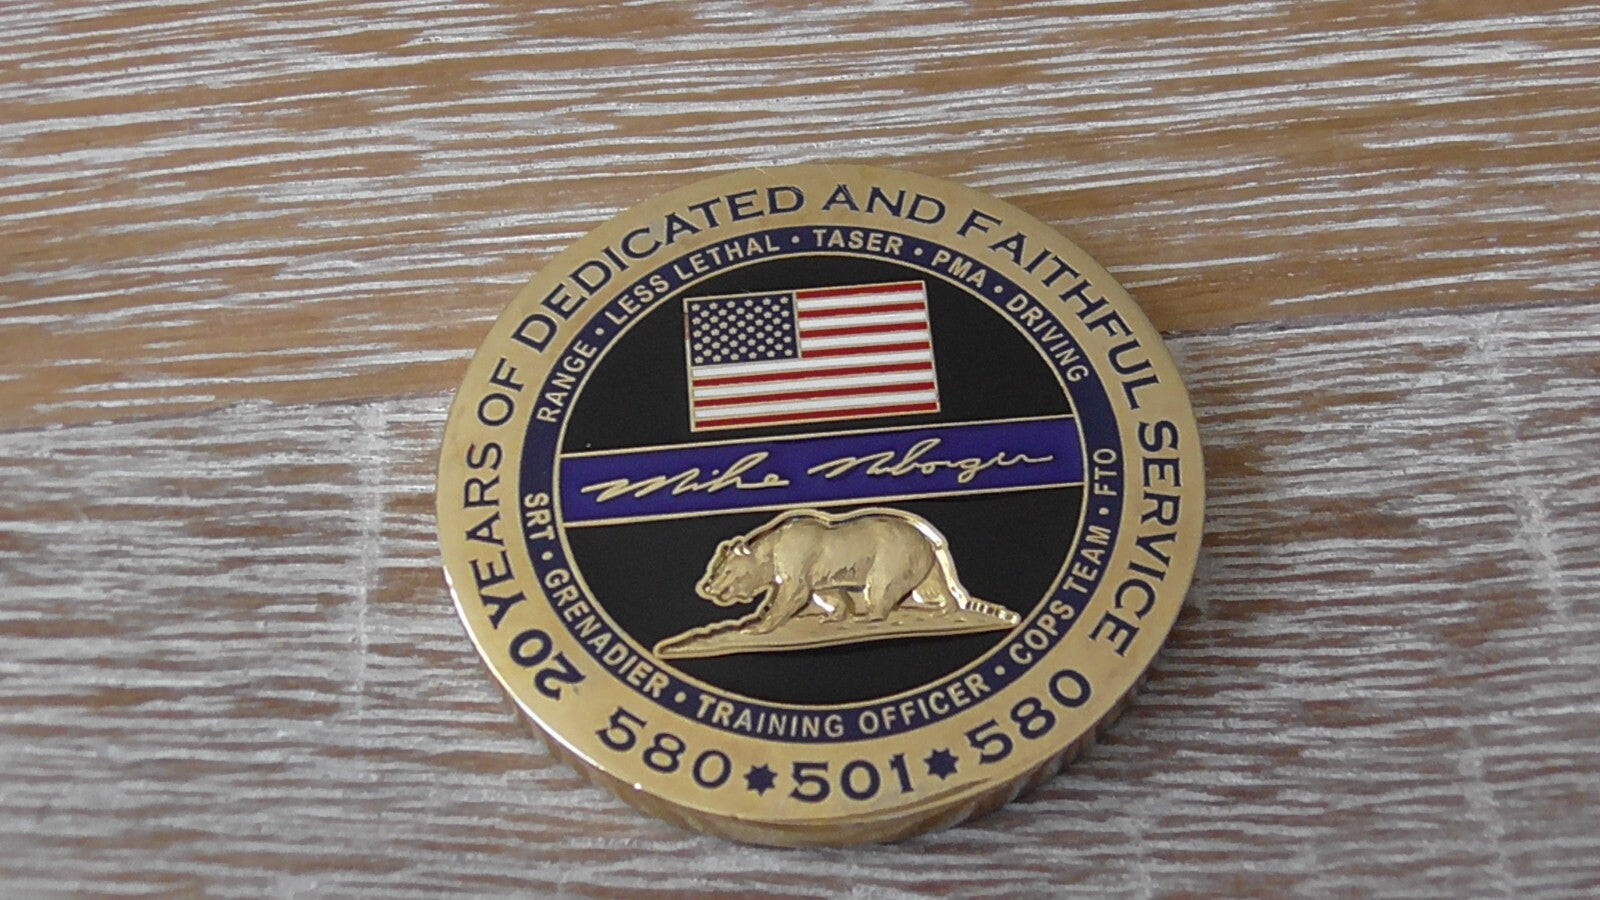 20 YEARS OF DEDICATED AND FAITHFUL SERVICE
580 ★ 501 ★ 580
RANGE • LESS LETHAL • TASER • PMA • DRIVING
SRT • GRENADIER • TRAINING OFFICER • COPS TEAM • FTO
Mike